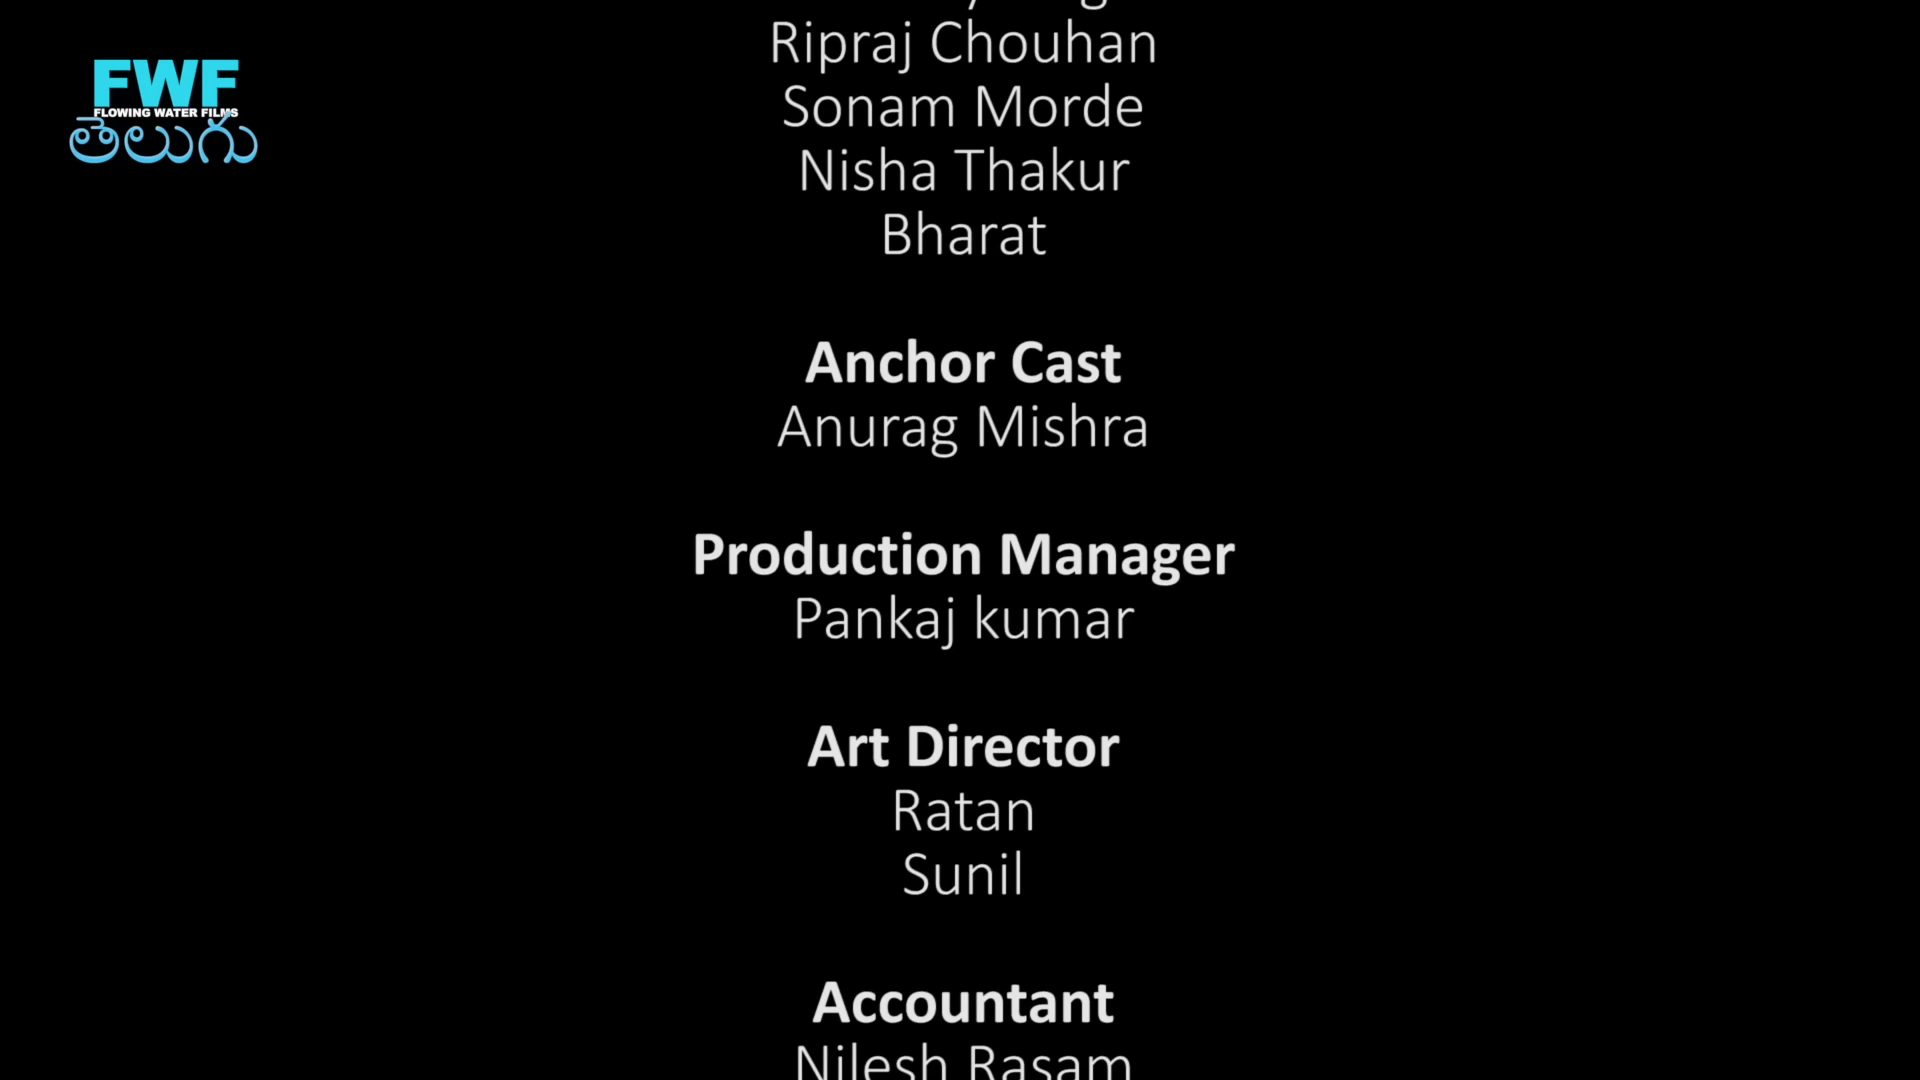 FWF
FLOWING WATER FILMS
తెలుగు
Ripraj Chouhan
Sonam Morde
Nisha Thakur
Bharat
Anchor Cast
Anurag Mishra
Production Manager
Pankaj kumar
Art Director
Ratan
Sunil
Accountant
Nilesh Rasam